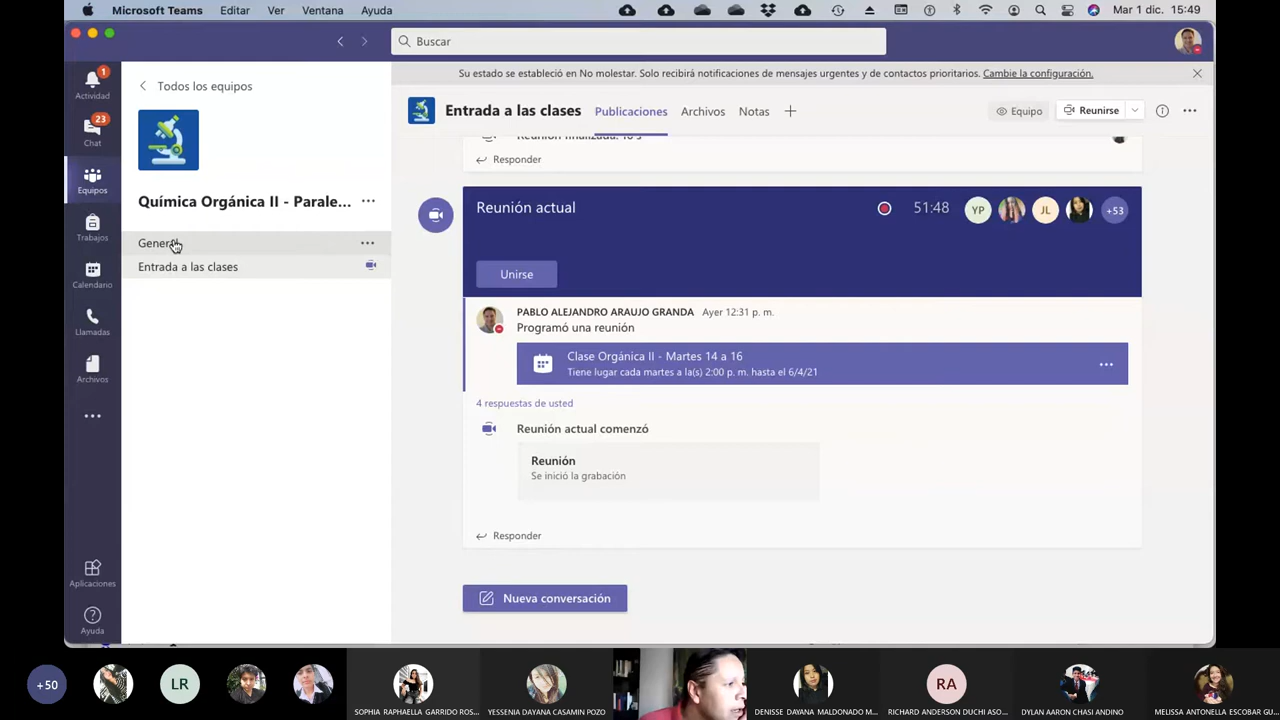 Microsoft Teams Editar Ver Ventana Ayuda Mar 1 dic. 15:49
Buscar
Su estado se estableció en No molestar. Solo recibirá notificaciones de mensajes urgentes y de contactos prioritarios. Cambie la configuración.
1
Actividad
23
Chat
Equipos
Trabajos
Calendario
Llamadas
Archivos
Aplicaciones
Ayuda
Todos los equipos
Química Orgánica II - Parale...
General
Entrada a las clases
Entrada a las clases Publicaciones Archivos Notas Equipo Reunirse
Reunión finalizada: 10 s
Responder
Reunión actual 51:48 YP JL +53
Unirse
PABLO ALEJANDRO ARAUJO GRANDA Ayer 12:31 p. m.
Programó una reunión
Clase Orgánica II - Martes 14 a 16
Tiene lugar cada martes a la(s) 2:00 p. m. hasta el 6/4/21
4 respuestas de usted
Reunión actual comenzó
Reunión
Se inició la grabación
Responder
Nueva conversación
+50 LR RA
SOPHIA RAPHAELLA GARRIDO ROS... YESSENIA DAYANA CASAMIN POZO DENISSE DAYANA MALDONADO M... RICHARD ANDERSON DUCHI ASO... DYLAN AARON CHASI ANDINO MELISSA ANTONELLA ESCOBAR GU...